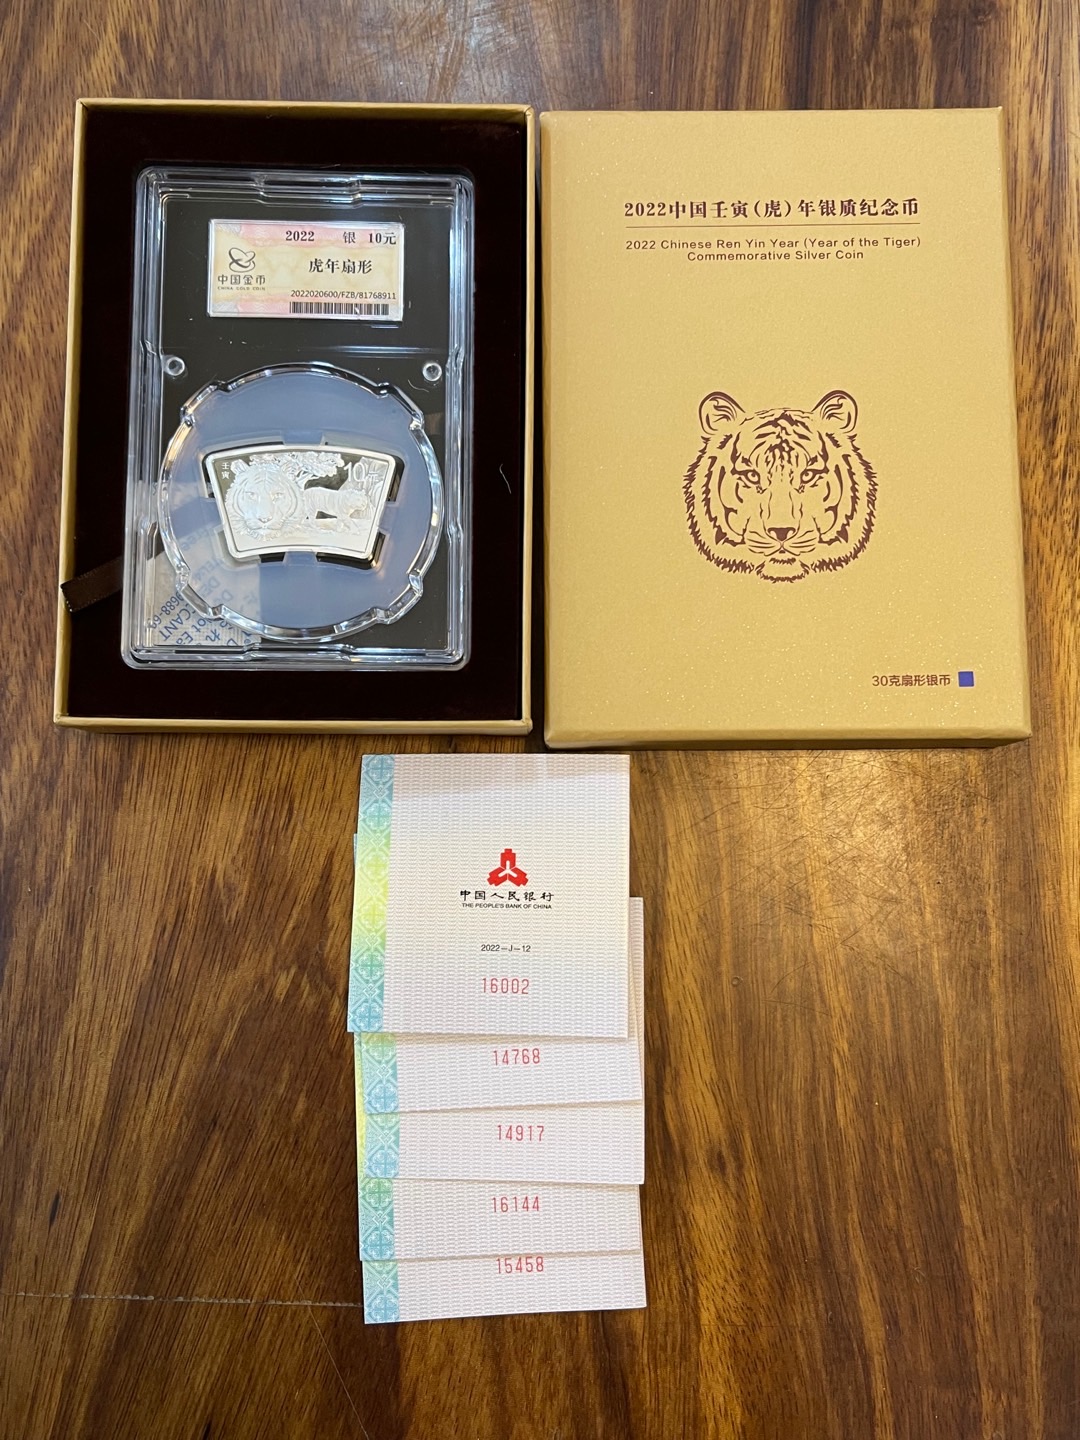 2022 银 10元
虎年扇形
中国金币
CHINA GOLD COIN
2022020600/FZB/81768911
壬寅
10元
2022中国壬寅(虎)年银质纪念币
2022 Chinese Ren Yin Year (Year of the Tiger)
Commemorative Silver Coin
30克扇形银币
中国人民银行
THE PEOPLE'S BANK OF CHINA
2022-J-12
16002
14768
14917
16144
15458